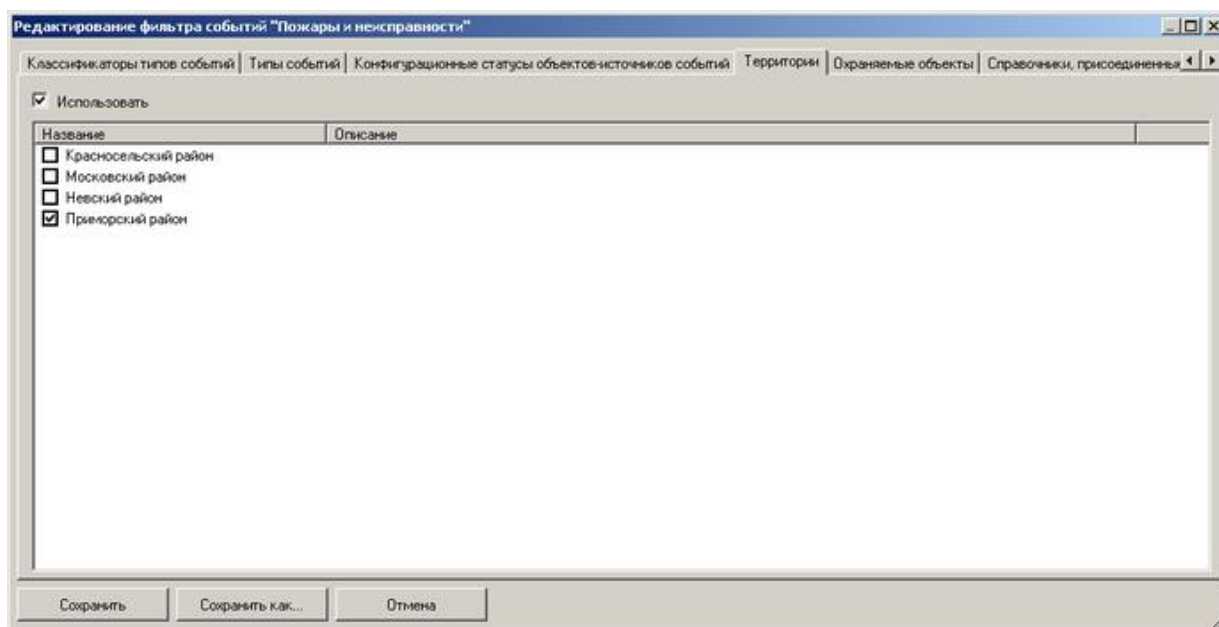 Редактирование фильтра событий "Пожары и неисправности"
Классификаторы типов событий Типы событий Конфигурационные статусы объектов-источников событий Территории Охраняемые объекты Справочники, присоединенны
Использовать
Название Описание
Красносельский район
Московский район
Невский район
Приморский район
Сохранить Сохранить как... Отмена